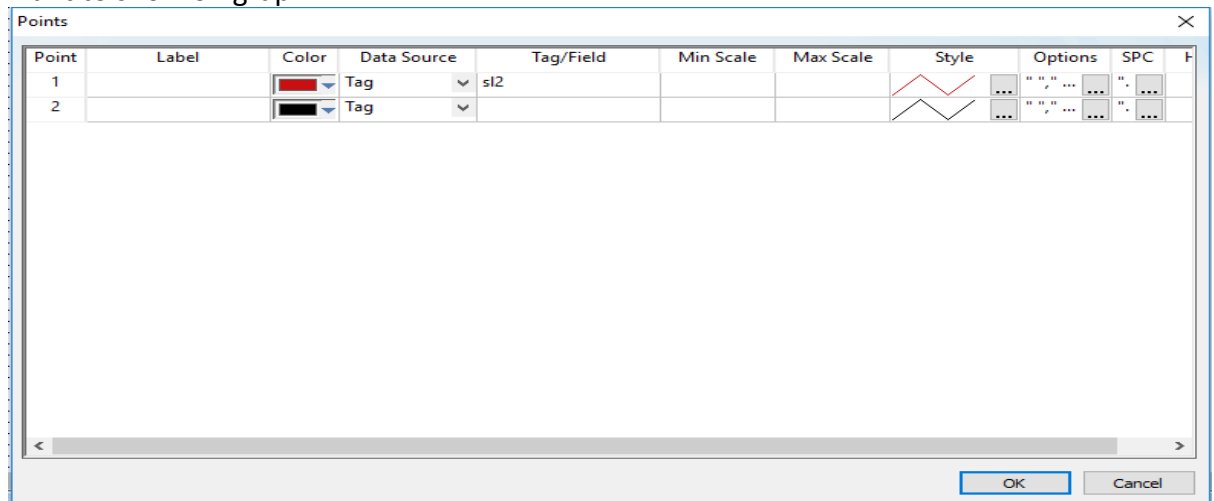 Points
Point Label Color Data Source Tag/Field Min Scale Max Scale Style Options SPC
1 Tag sl2 ... " "," ... ... ". ...
2 Tag ... " "," ... ... ". ...
OK Cancel